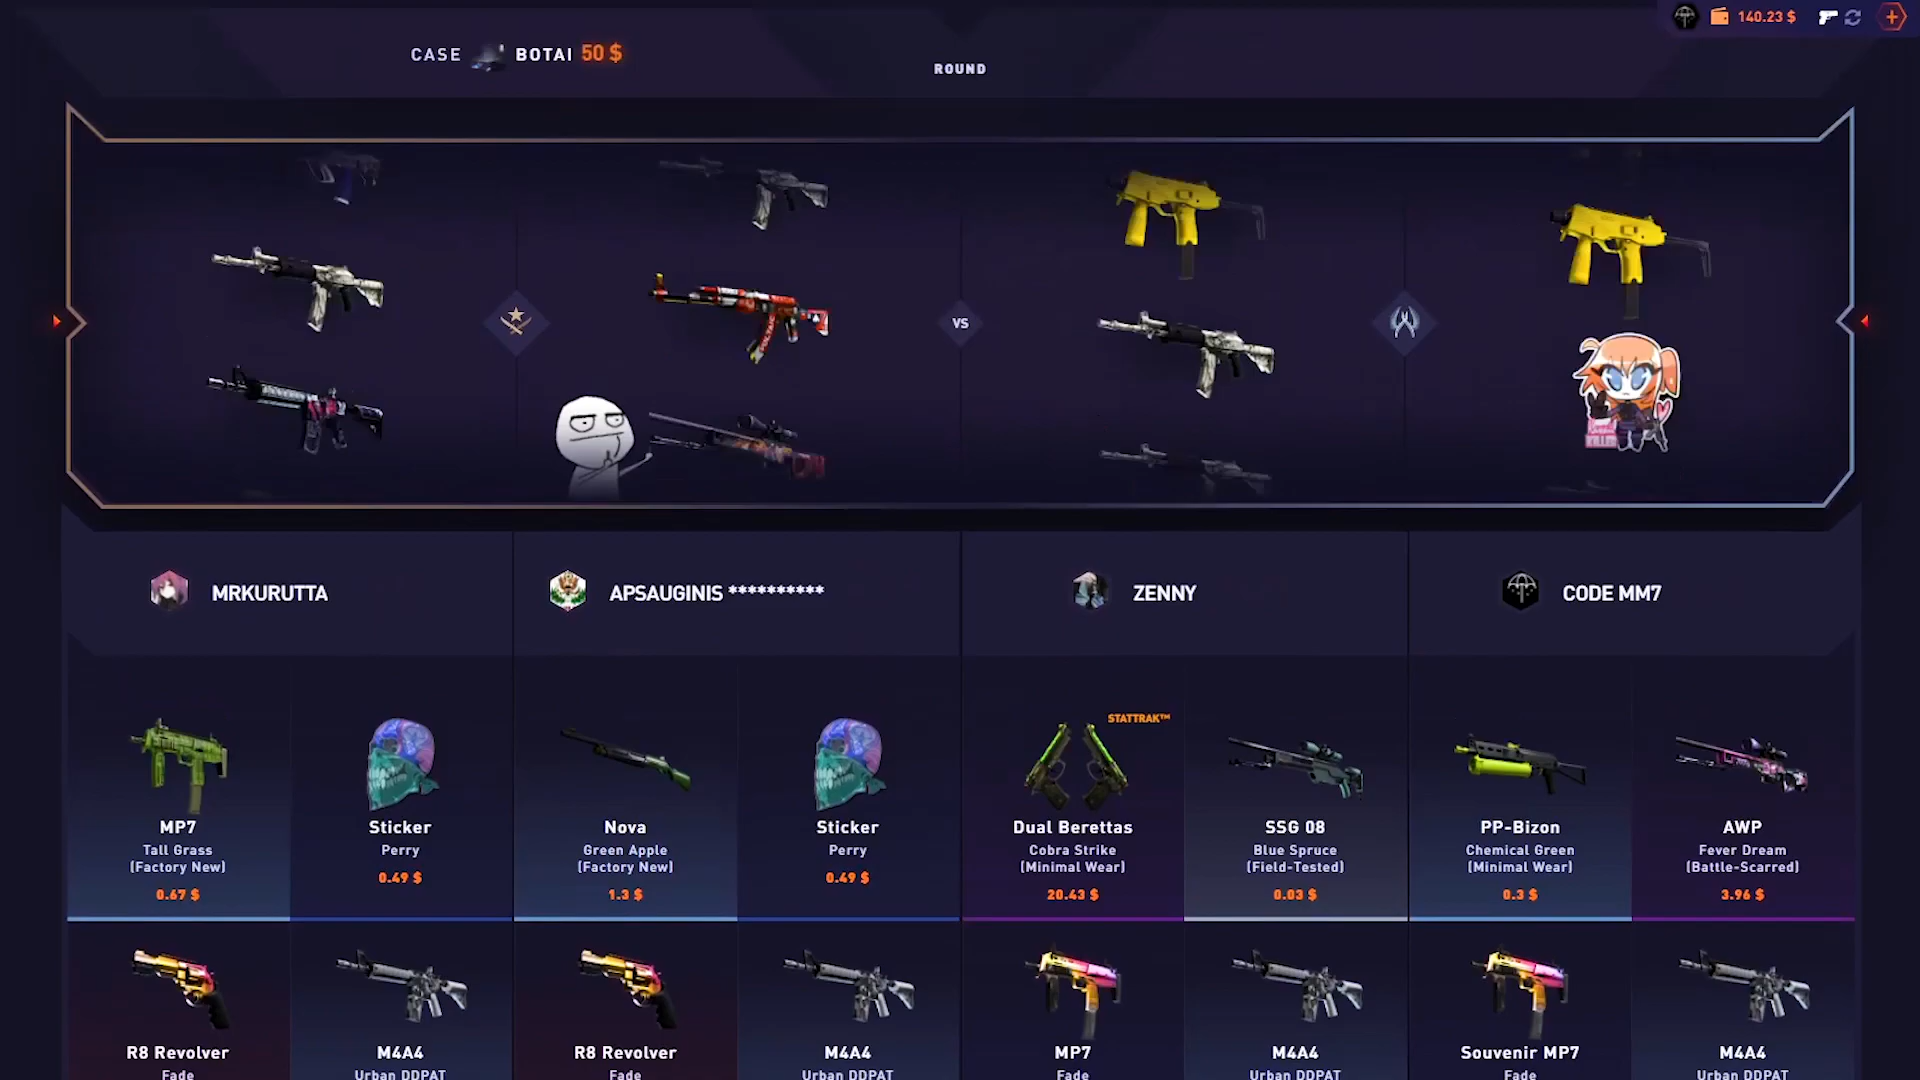 140.23 $
CASE BOTAI 50 $
ROUND
VS
MRKURUTTA
APSAUGINIS **********
ZENNY
CODE MM7
STATTRAK™
MP7
Tall Grass
(Factory New)
0.67 $
Sticker
Perry
0.49 $
Nova
Green Apple
(Factory New)
1.3 $
Sticker
Perry
0.49 $
Dual Berettas
Cobra Strike
(Minimal Wear)
20.43 $
SSG 08
Blue Spruce
(Field-Tested)
0.03 $
PP-Bizon
Chemical Green
(Minimal Wear)
0.3 $
AWP
Fever Dream
(Battle-Scarred)
3.96 $
R8 Revolver
Fade
M4A4
Urban DDPAT
R8 Revolver
Fade
M4A4
Urban DDPAT
MP7
Fade
M4A4
Urban DDPAT
Souvenir MP7
Fade
M4A4
Urban DDPAT